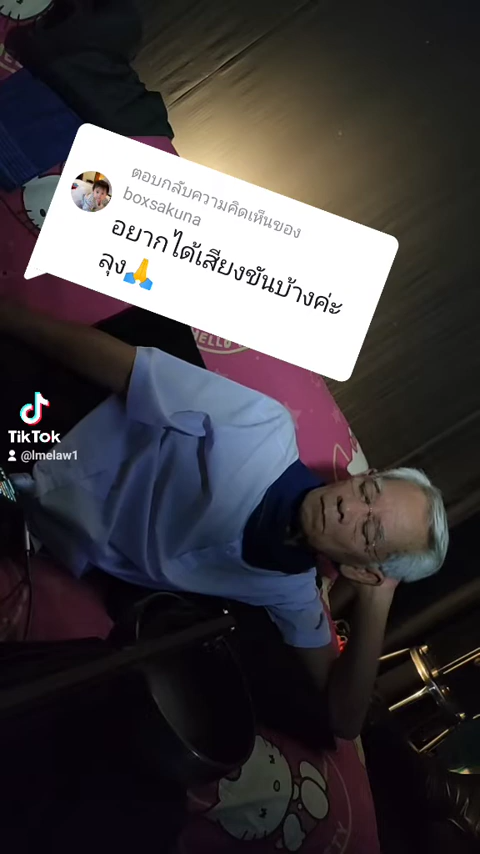 ตอบกลับความคิดเห็นของ
boxsakuna
อยากได้เสียงขันบ้างค่ะ
ลุง🙏
HELLO
TikTok
@lmelaw1